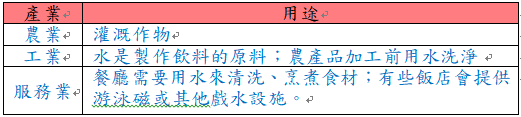 產業 用途
農業 灌溉作物
工業 水是製作飲料的原料；農產品加工前用水洗淨
服務業 餐廳需要用水來清洗、烹煮食材；有些飯店會提供
游泳磁或其他戲水設施。